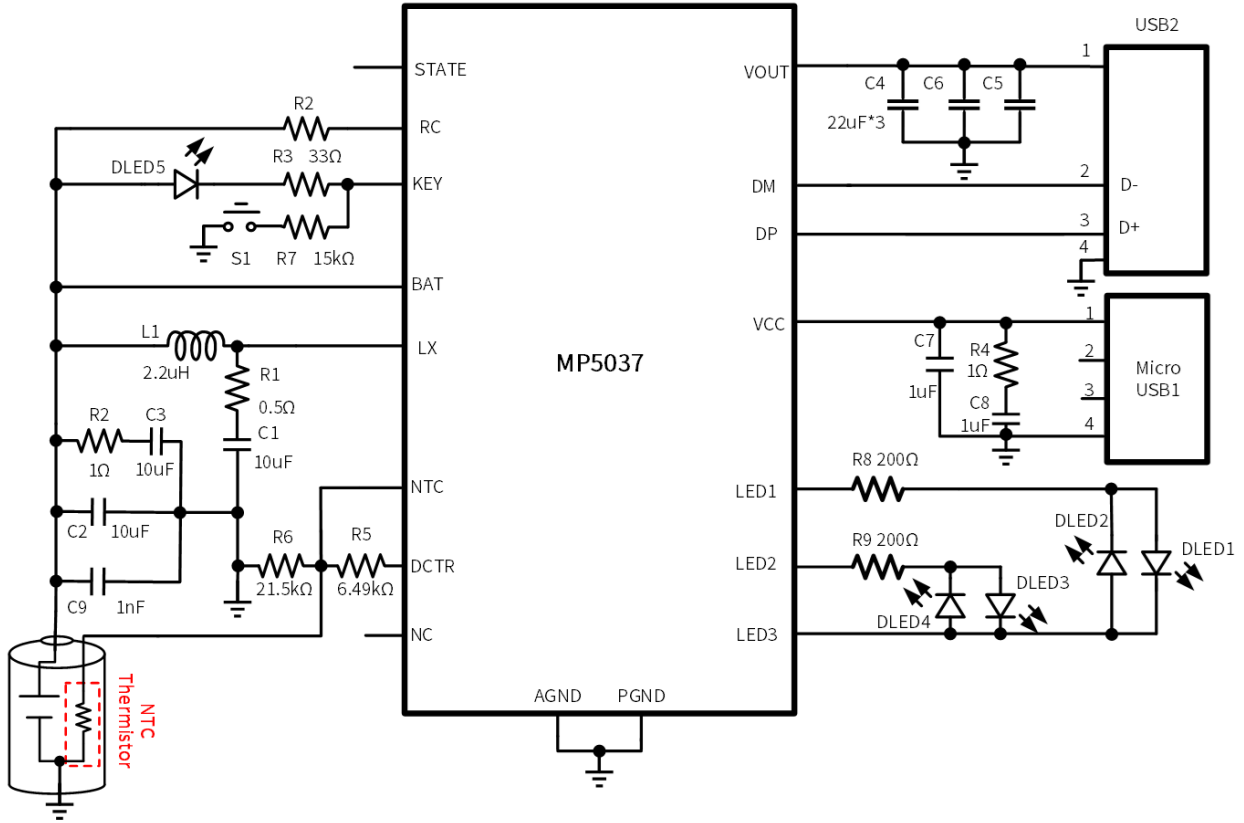 USB2
STATE
VOUT
1
C4
C6
C5
22uF*3
R2
RC
R3 33Ω
DLED5
KEY
DM
2
D-
S1
R7
15kΩ
DP
3
D+
4
BAT
L1
2.2uH
LX
VCC
1
MP5037
C7
R4
1Ω
1uF
C8
1uF
2
3
4
Micro
USB1
R1
0.5Ω
R2
1Ω
C3
10uF
C1
10uF
R8 200Ω
NTC
LED1
C2
10uF
DLED2
DLED1
R6
21.5kΩ
R5
6.49kΩ
DCTR
R9 200Ω
LED2
DLED3
DLED4
C9
1nF
NC
LED3
NTC
Thermistor
AGND
PGND